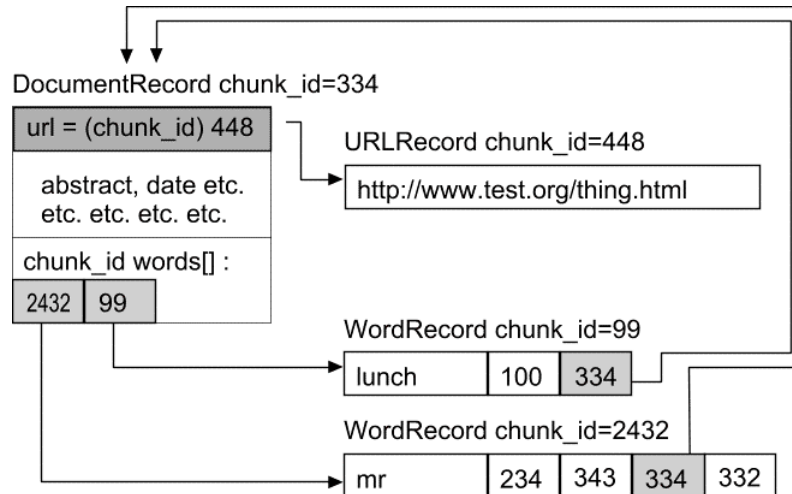 DocumentRecord chunk_id=334
url = (chunk_id) 448
abstract, date etc.
etc. etc. etc. etc.
chunk_id words[] :
2432 99
URLRecord chunk_id=448
http://www.test.org/thing.html
WordRecord chunk_id=99
lunch 100 334
WordRecord chunk_id=2432
mr 234 343 334 332